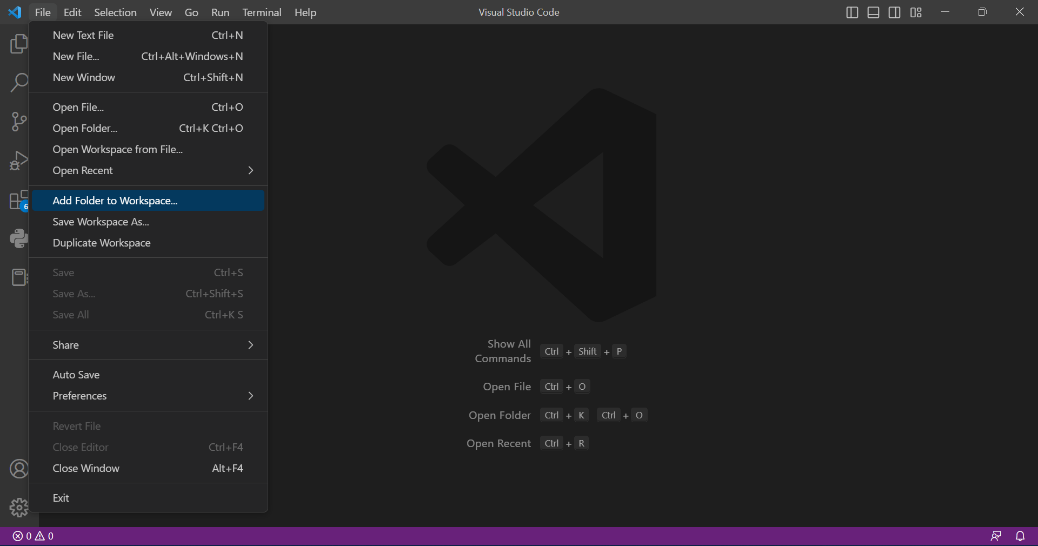 File Edit Selection View Go Run Terminal Help Visual Studio Code
New Text File Ctrl+N
New File... Ctrl+Alt+Windows+N
New Window Ctrl+Shift+N
Open File... Ctrl+O
Open Folder... Ctrl+K Ctrl+O
Open Workspace from File...
Open Recent
Add Folder to Workspace...
Save Workspace As...
Duplicate Workspace
Save Ctrl+S
Save As... Ctrl+Shift+S
Save All Ctrl+K S
Share
Auto Save
Preferences
Revert File
Close Editor Ctrl+F4
Close Window Alt+F4
Exit
6
Show All
Commands Ctrl + Shift + P
Open File Ctrl + O
Open Folder Ctrl + K Ctrl + O
Open Recent Ctrl + R
0 0